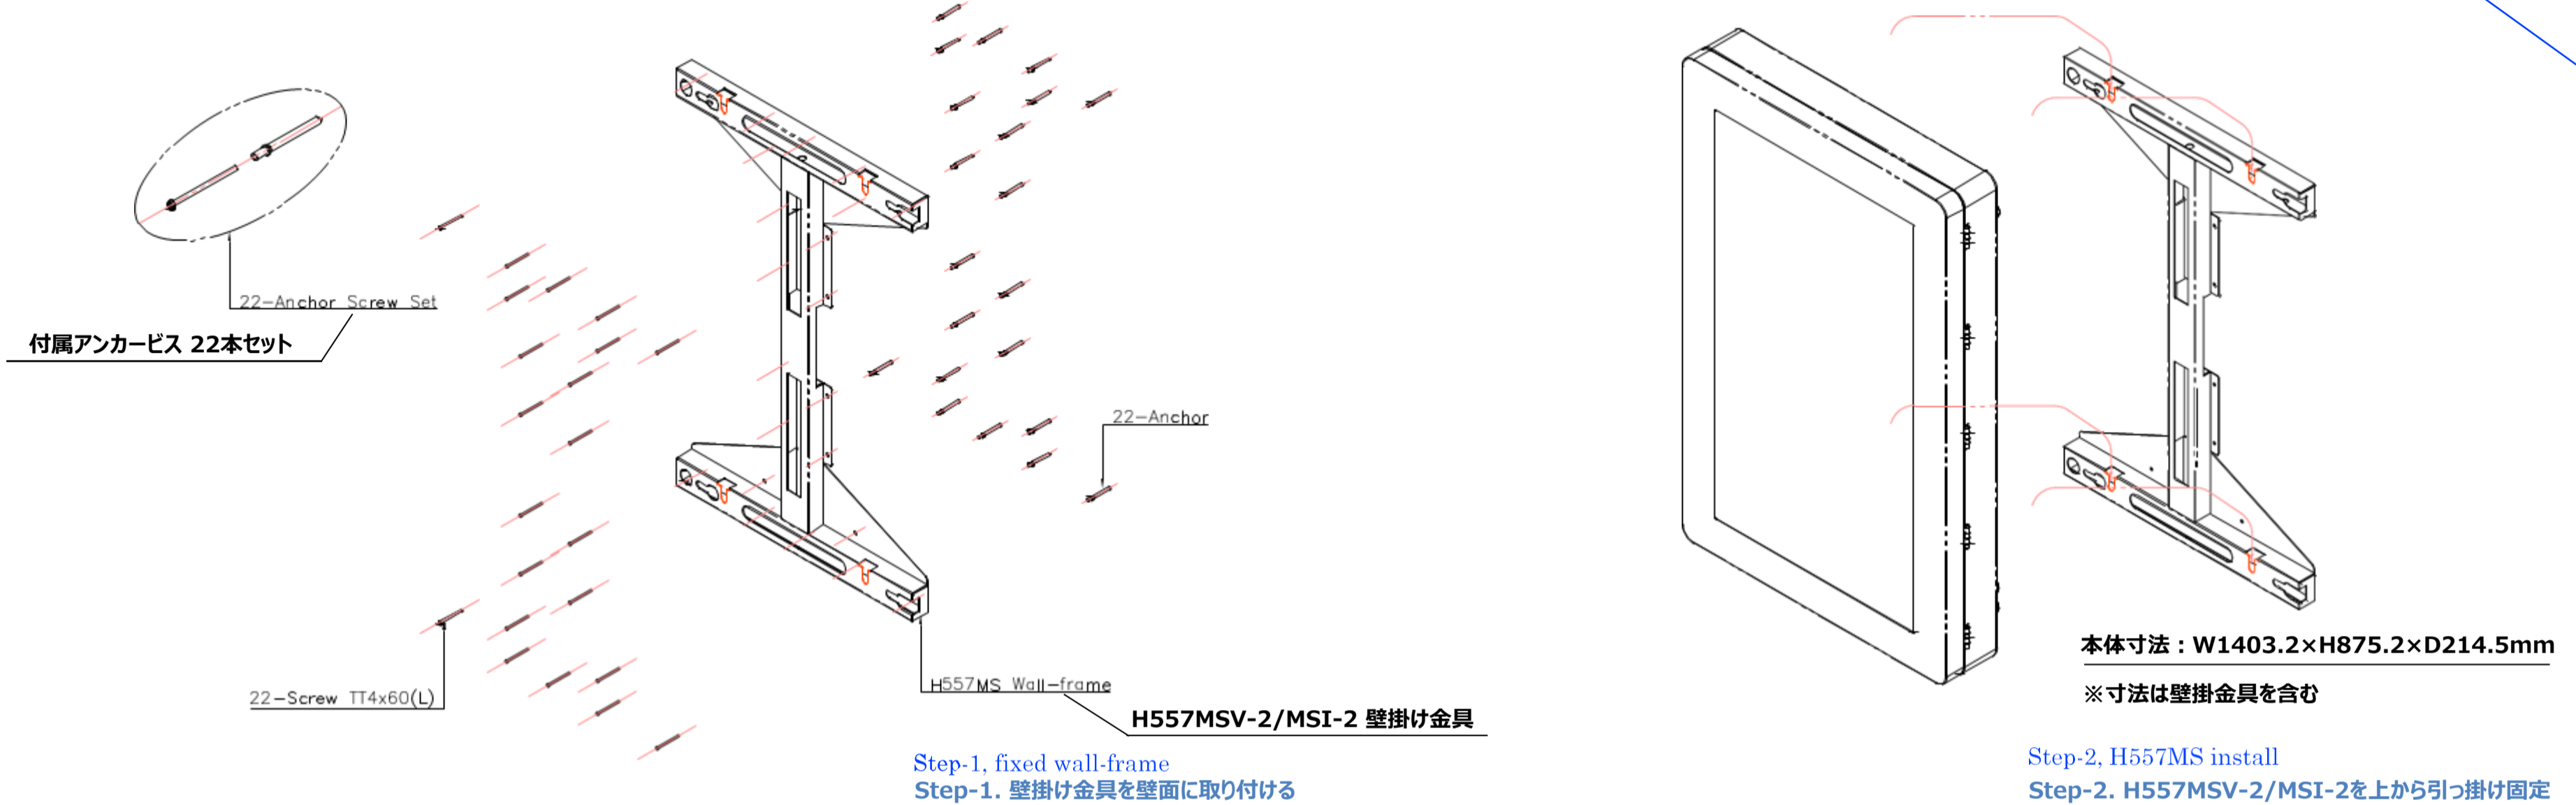 22-Anchor Screw Set
付属アンカービス 22本セット
22-Anchor
22-Screw TT4x60(L)
H557MS Wall-frame
H557MSV-2/MSI-2 壁掛け金具
Step-1, fixed wall-frame
Step-1. 壁掛け金具を壁面に取り付ける
本体寸法：W1403.2×H875.2×D214.5mm
※寸法は壁掛金具を含む
Step-2, H557MS install
Step-2. H557MSV-2/MSI-2を上から引っ掛け固定